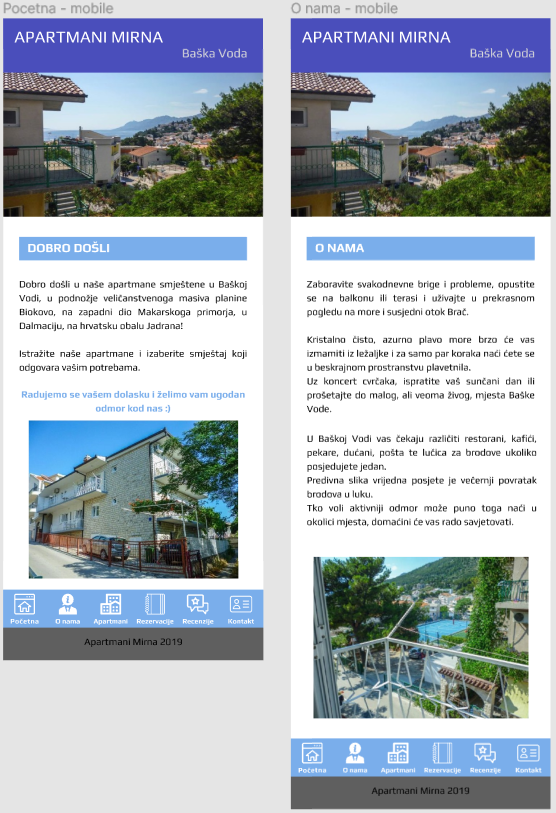 Pocetna - mobile
APARTMANI MIRNA
Baška Voda
DOBRO DOŠLI
Dobro došli u naše apartmane smještene u Baškoj
Vodi, u podnožje veličanstvenoga masiva planine
Biokovo, na zapadni dio Makarskoga primorja, u
Dalmaciju, na hrvatsku obalu Jadrana!
Istražite naše apartmane i izaberite smještaj koji
odgovara vašim potrebama.
Radujemo se vašem dolasku i želimo vam ugodan
odmor kod nas :)
Početna
O nama
Apartmani
Rezervacije
Recenzije
Kontakt
Apartmani Mirna 2019
O nama - mobile
APARTMANI MIRNA
Baška Voda
O NAMA
Zaboravite svakodnevne brige i probleme, opustite
se na balkonu ili terasi i uživajte u prekrasnom
pogledu na more i susjedni otok Brač.
Kristalno čisto, azurno plavo more brzo će vas
izmamiti iz ležaljke i za samo par koraka naći ćete se
u beskrajnom prostranstvu plavetnila.
Uz koncert cvrčaka, ispratite vaš sunčani dan ili
prošetajte do malog, ali veoma živog, mjesta Baške
Vode.
U Baškoj Vodi vas čekaju različiti restorani, kafići,
pekare, dućani, pošta te lučica za brodove ukoliko
posjedujete jedan.
Predivna slika vrijedna posjete je večernji povratak
brodova u luku.
Tko voli aktivniji odmor može puno toga naći u
okolici mjesta, domaćini će vas rado savjetovati.
Početna
O nama
Apartmani
Rezervacije
Recenzije
Kontakt
Apartmani Mirna 2019